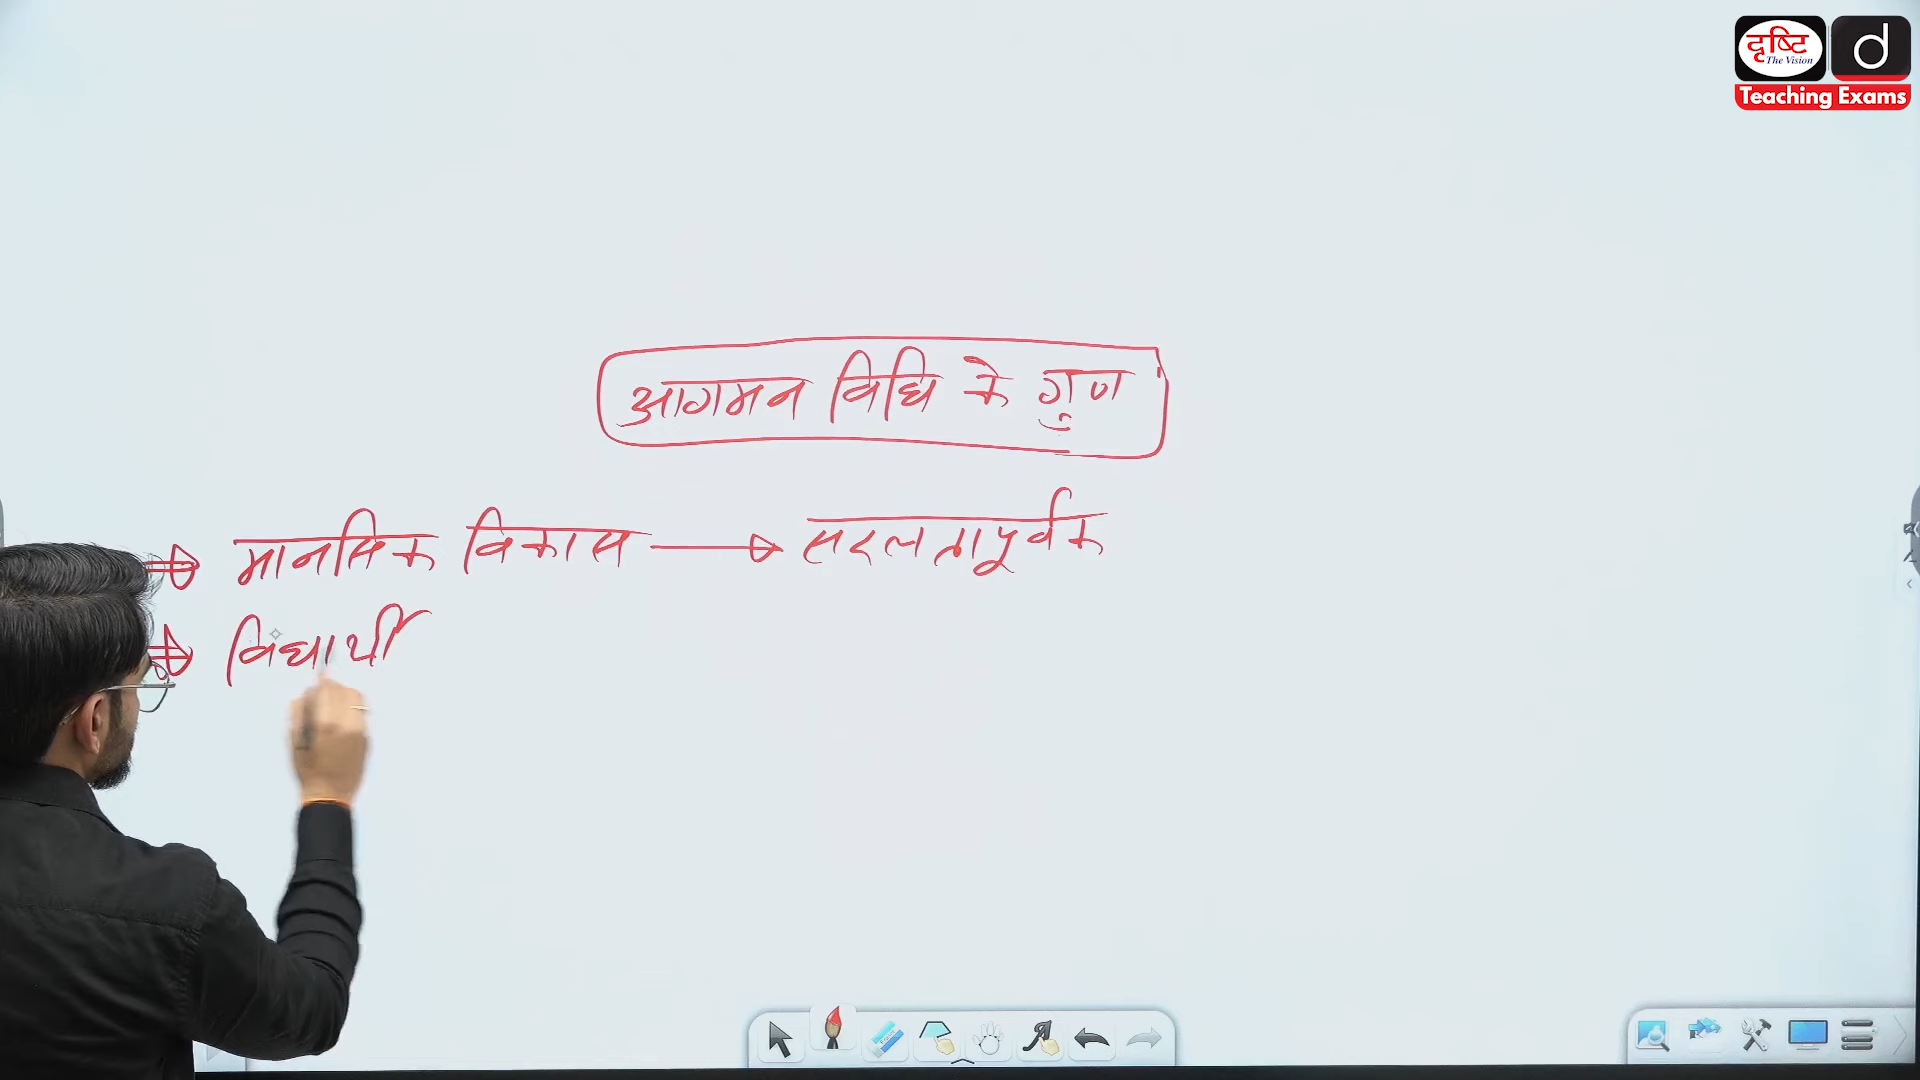 दृष्टि
The Vision
d
Teaching Exams
आगमन विधि के गुण
मानसिक विकास → सरलतापूर्वक
विद्यार्थी